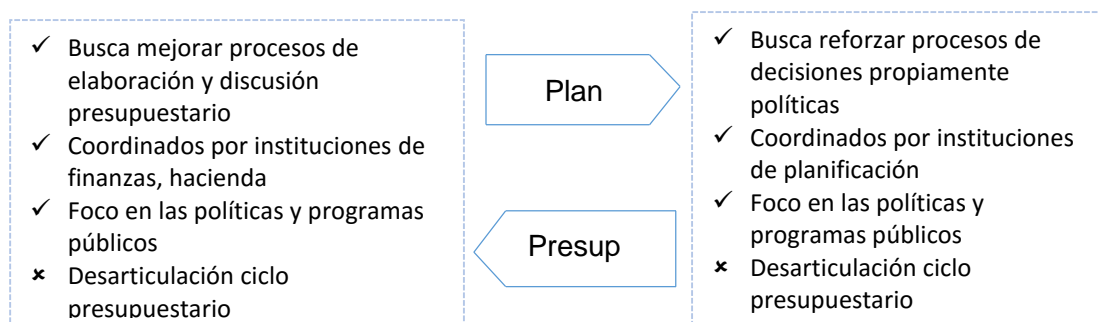 ✓ Busca mejorar procesos de
elaboración y discusión
presupuestario
✓ Coordinados por instituciones de
finanzas, hacienda
✓ Foco en las políticas y programas
públicos
× Desarticulación ciclo
presupuestario
Plan
Presup
✓ Busca reforzar procesos de
decisiones propiamente
políticas
✓ Coordinados por instituciones
de planificación
✓ Foco en las políticas y
programas públicos
× Desarticulación ciclo
presupuestario